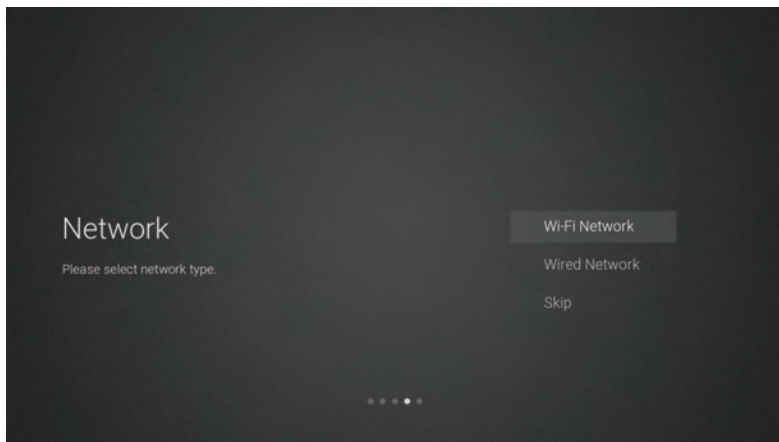 Network
Please select network type.
Wi-Fi Network
Wired Network
Skip